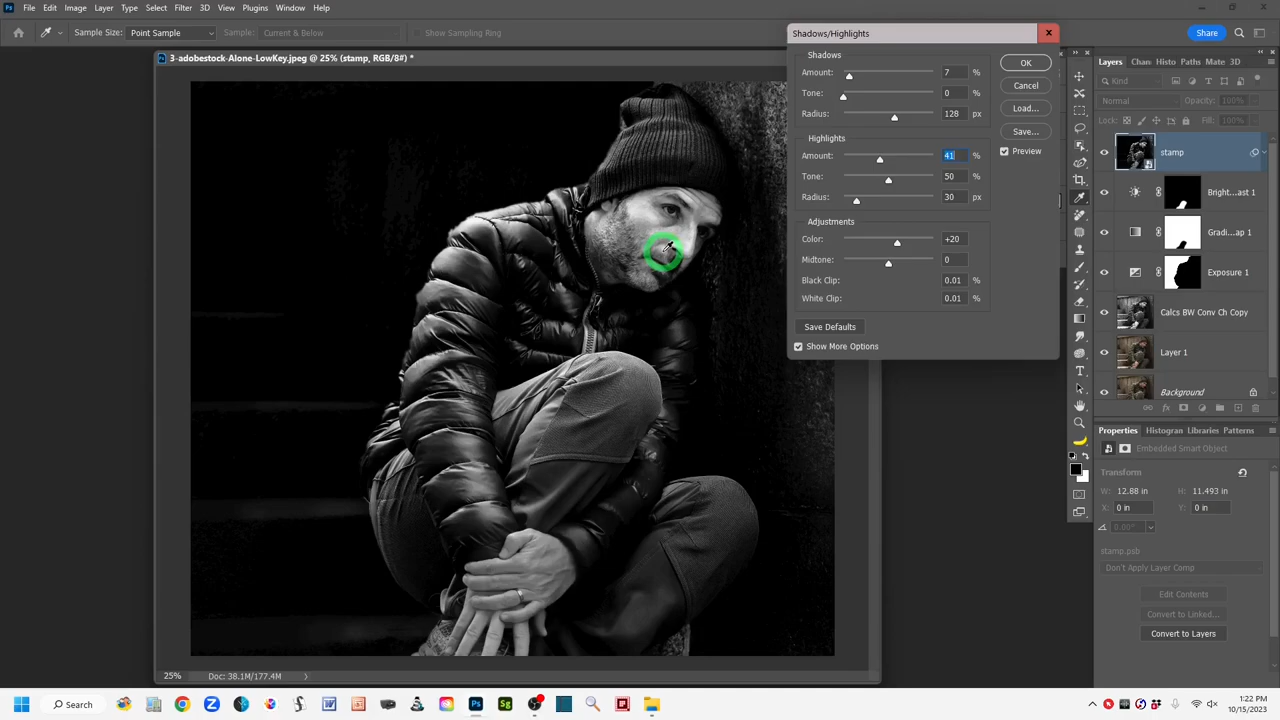 File Edit Image Layer Type Select Filter 3D View Plugins Window Help
Sample Size: Point Sample Sample: Current & Below Show Sampling Ring Share
3-adobestock-Alone-LowKey.jpeg @ 25% (stamp, RGB/8#) *
Shadows/Highlights
Shadows
Amount: 7 %
Tone: 0 %
Radius: 128 px
Highlights
Amount: 41 %
Tone: 50 %
Radius: 30 px
Adjustments
Color: +20
Midtone: 0
Black Clip: 0.01 %
White Clip: 0.01 %
Save Defaults
Show More Options
OK
Cancel
Load...
Save...
Preview
Layers Chan Histo Paths Mate 3D
Kind
Normal Opacity: 100%
Lock: Fill: 100%
stamp
Brigh...ast 1
Gradi...ap 1
Exposure 1
Calcs BW Conv Ch Copy
Layer 1
Background
Properties Histogran Libraries Patterns
Embedded Smart Object
Transform
W: 12.88 in H: 11.493 in
X: 0 in Y: 0 in
0.00°
stamp.psb
Don't Apply Layer Comp
Edit Contents
Convert to Linked...
Convert to Layers
25% Doc: 38.1M/177.4M
Search
1:22 PM
10/15/2023